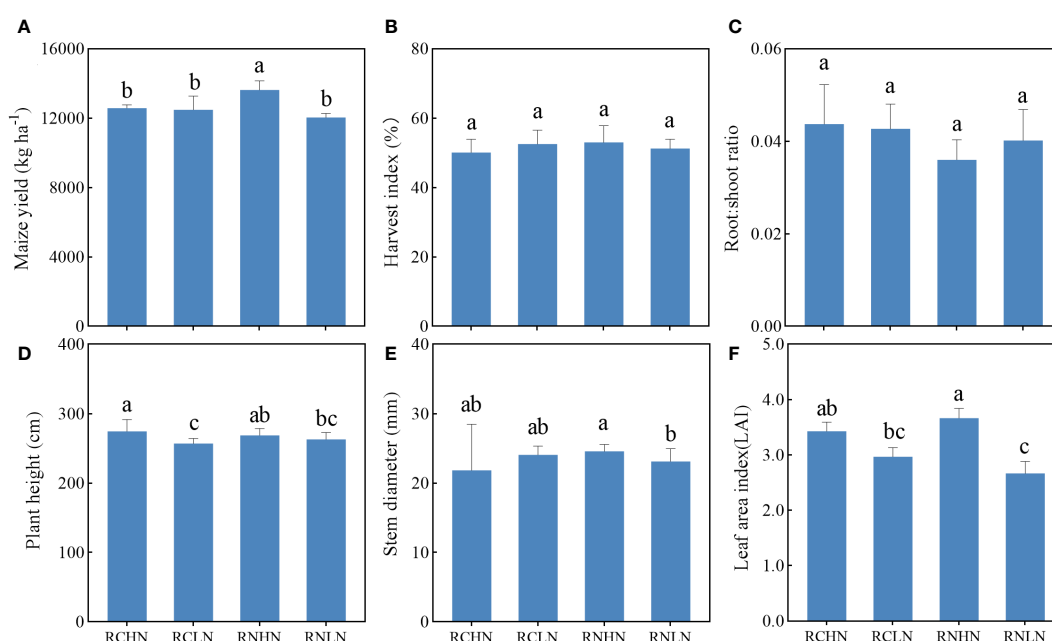 A
Maize yield (kg ha-1)
16000
12000
8000
4000
0
b
b
a
b
B
Harvest index (%)
80
60
40
20
0
a
a
a
a
C
Root:shoot ratio
0.06
0.04
0.02
0.00
a
a
a
a
D
Plant height (cm)
400
300
200
100
0
a
c
ab
bc
RCHN RCLN RNHN RNLN
E
Stem diameter (mm)
40
30
20
10
0
ab
ab
a
b
RCHN RCLN RNHN RNLN
F
Leaf area index(LAI)
5.0
4.0
3.0
2.0
1.0
0.0
ab
bc
a
c
RCHN RCLN RNHN RNLN